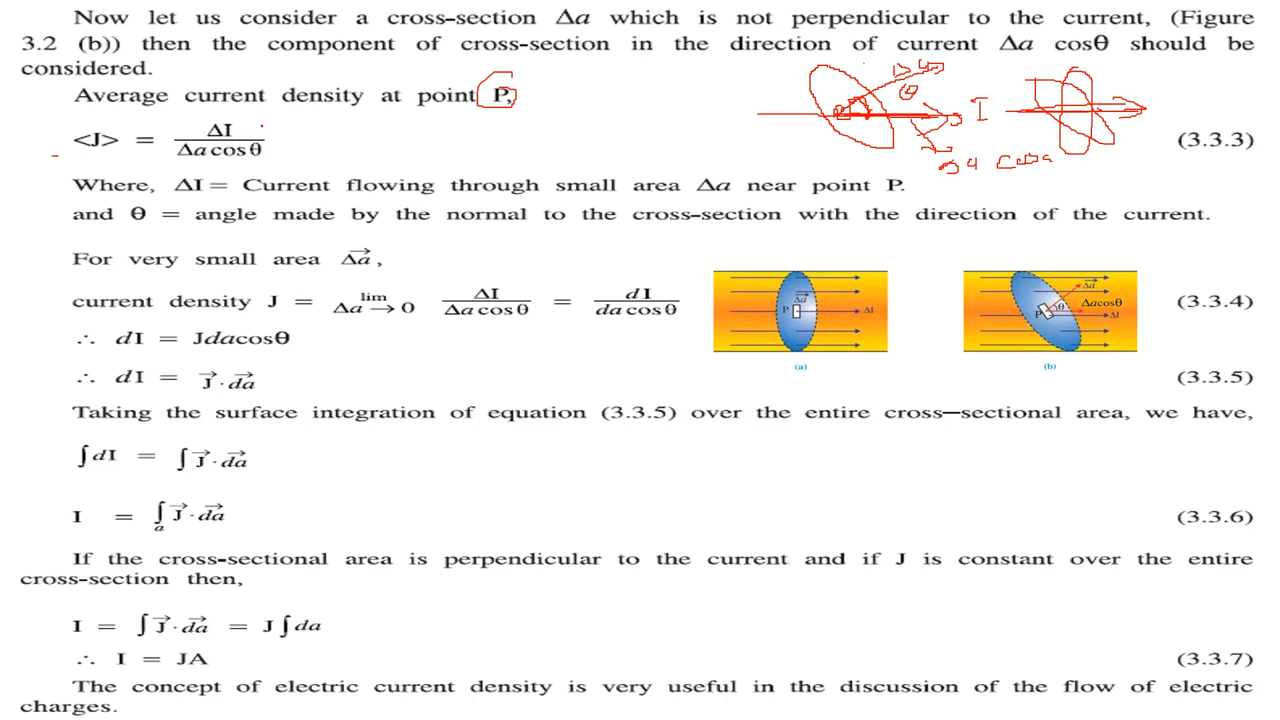 Now let us consider a cross-section Δa which is not perpendicular to the current, (Figure
3.2 (b)) then the component of cross-section in the direction of current Δa cosθ should be
considered.
Average current density at point P,
<J> = ΔI / Δa cos θ (3.3.3)
I
Where, ΔI = Current flowing through small area Δa near point P.
and θ = angle made by the normal to the cross-section with the direction of the current.
For very small area Δa⃗,
current density J = lim Δa → 0 ΔI / Δa cos θ = dI / da cos θ (3.3.4)
∴ dI = Jdacosθ
∴ dI = J⃗ · da⃗ (3.3.5)
Δa⃗
P
ΔI
(a)
Δa⃗
Δacosθ
P
θ
ΔI
(b)
Taking the surface integration of equation (3.3.5) over the entire cross–sectional area, we have,
∫dI = ∫ J⃗ · da⃗
I = ∫a J⃗ · da⃗ (3.3.6)
If the cross-sectional area is perpendicular to the current and if J is constant over the entire
cross-section then,
I = ∫ J⃗ · da⃗ = J ∫ da
∴ I = JA (3.3.7)
The concept of electric current density is very useful in the discussion of the flow of electric
charges.